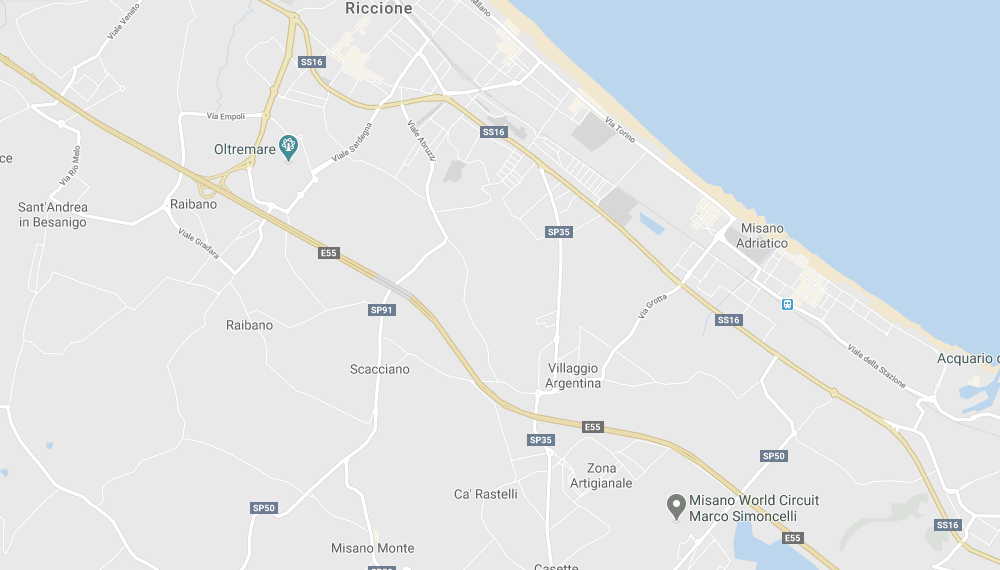 Milano
Riccione
Viale Veneto
SS16
Via Empoli
SS16
Via Torino
Oltremare
Viale Sardegna
Viale Abruzzi
ce
Via Rio Melo
Sant'Andrea
in Besanigo
Raibano
SP35
Misano
Adriatico
Viale Gradara
E55
SP91
Via Grotta
SS16
Raibano
Viale della Stazione
Acquario d
Scacciano
Villaggio
Argentina
E55
SP35
SP50
Zona
Artigianale
Ca' Rastelli
Misano World Circuit
Marco Simoncelli
SP50
SS16
E55
Misano Monte
Casette